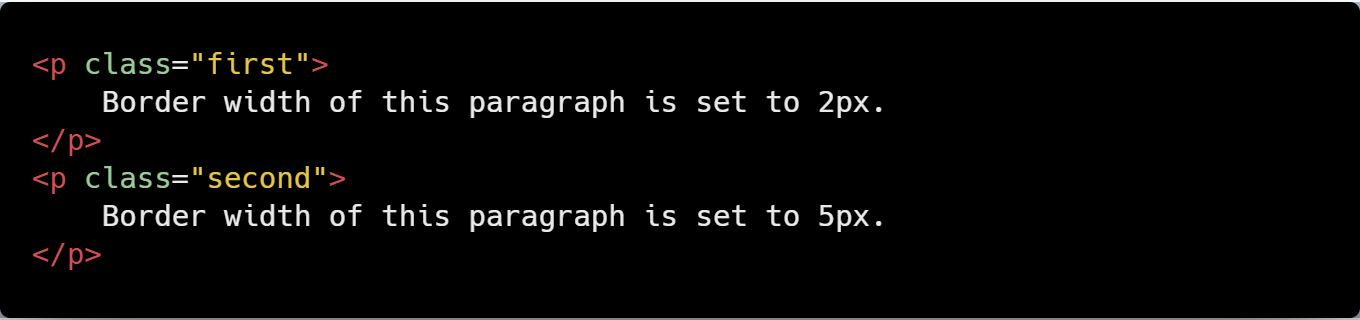 <p class="first">
    Border width of this paragraph is set to 2px.
</p>
<p class="second">
    Border width of this paragraph is set to 5px.
</p>